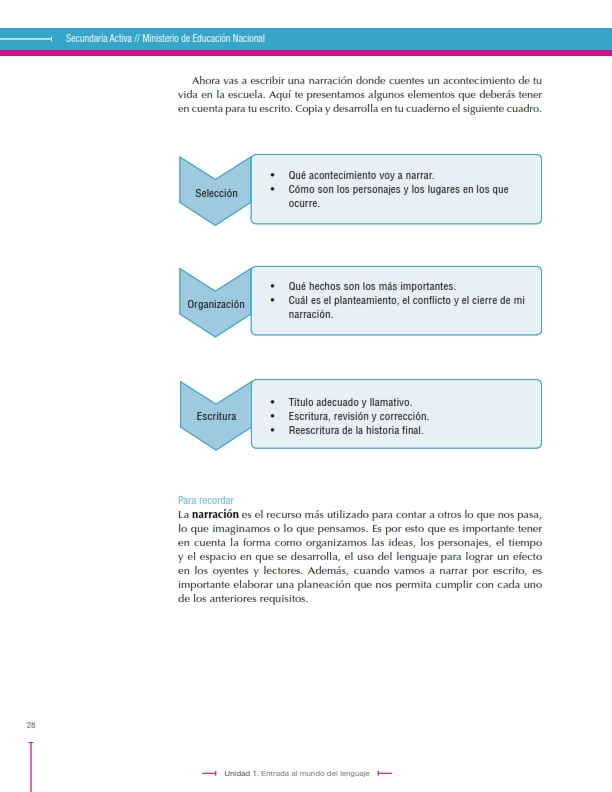 Secundaria Activa // Ministerio de Educación Nacional
Ahora vas a escribir una narración donde cuentes un acontecimiento de tu
vida en la escuela. Aquí te presentamos algunos elementos que deberás tener
en cuenta para tu escrito. Copia y desarrolla en tu cuaderno el siguiente cuadro.
Selección
• Qué acontecimiento voy a narrar.
• Cómo son los personajes y los lugares en los que
ocurre.
Organización
• Qué hechos son los más importantes.
• Cuál es el planteamiento, el conflicto y el cierre de mi
narración.
Escritura
• Título adecuado y llamativo.
• Escritura, revisión y corrección.
• Reescritura de la historia final.
Para recordar
La narración es el recurso más utilizado para contar a otros lo que nos pasa,
lo que imaginamos o lo que pensamos. Es por esto que es importante tener
en cuenta la forma como organizamos las ideas, los personajes, el tiempo
y el espacio en que se desarrolla, el uso del lenguaje para lograr un efecto
en los oyentes y lectores. Además, cuando vamos a narrar por escrito, es
importante elaborar una planeación que nos permita cumplir con cada uno
de los anteriores requisitos.
28
Unidad 1. Entrada al mundo del lenguaje